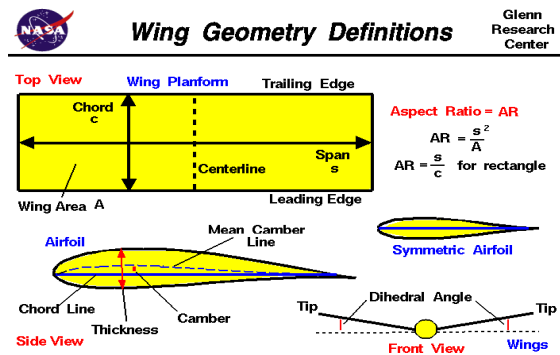 NASA
Wing Geometry Definitions
Glenn
Research
Center
Top View
Wing Planform
Trailing Edge
Chord
c
Span
s
Centerline
Wing Area A
Leading Edge
Aspect Ratio = AR
AR = s²/A
AR = s/c for rectangle
Airfoil
Mean Camber
Line
Symmetric Airfoil
Chord Line
Camber
Thickness
Side View
Tip
Dihedral Angle
Tip
Front View
Wings